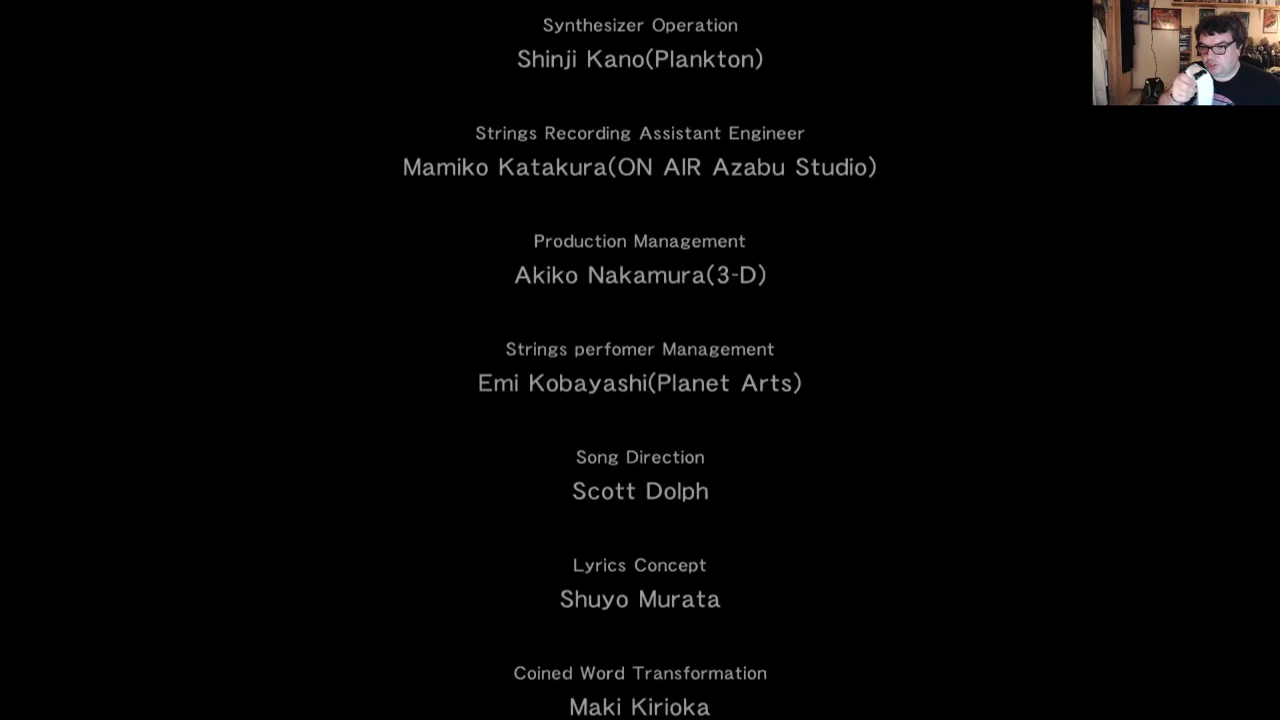 Synthesizer Operation
Shinji Kano(Plankton)
Strings Recording Assistant Engineer
Mamiko Katakura(ON AIR Azabu Studio)
Production Management
Akiko Nakamura(3-D)
Strings perfomer Management
Emi Kobayashi(Planet Arts)
Song Direction
Scott Dolph
Lyrics Concept
Shuyo Murata
Coined Word Transformation
Maki Kirioka